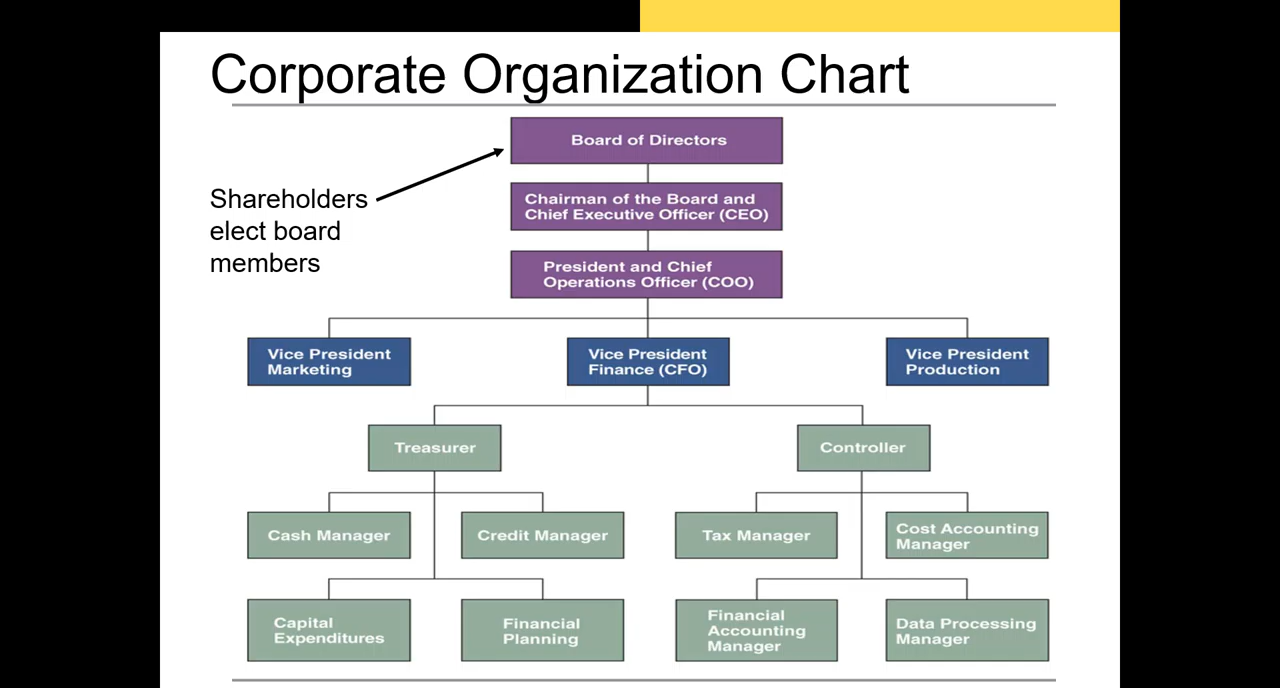 Corporate Organization Chart
Board of Directors
Shareholders
elect board
members
Chairman of the Board and
Chief Executive Officer (CEO)
President and Chief
Operations Officer (COO)
Vice President
Marketing
Vice President
Finance (CFO)
Vice President
Production
Treasurer
Controller
Cash Manager
Credit Manager
Tax Manager
Cost Accounting
Manager
Capital
Expenditures
Financial
Planning
Financial
Accounting
Manager
Data Processing
Manager